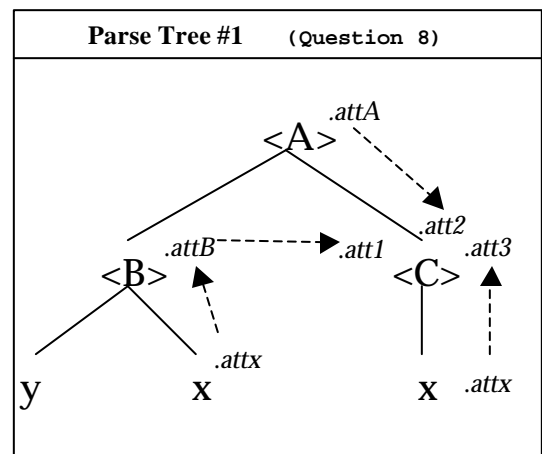 Parse Tree #1 (Question 8)
.attA
<A>
.att2
.attB .att1 .att3
<B> <C>
.attx
y x x .attx